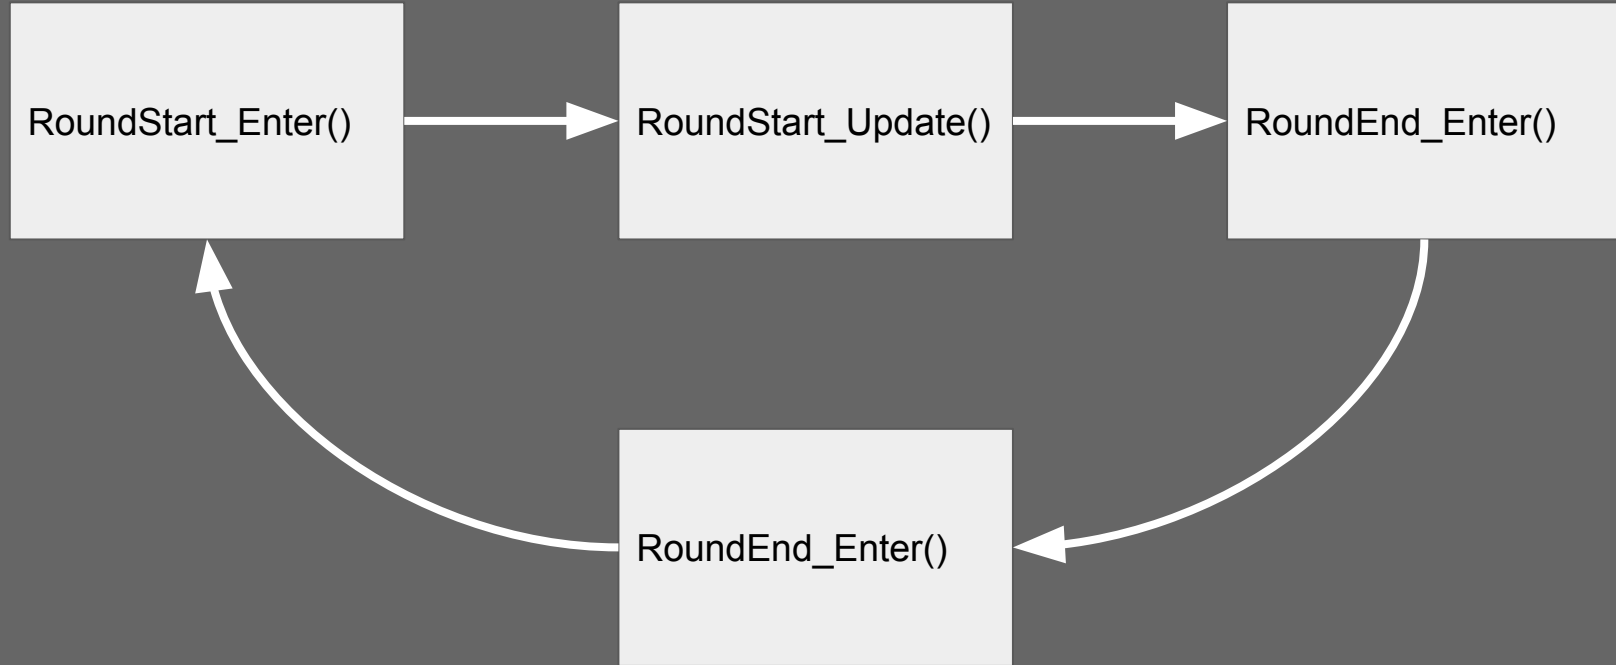 RoundStart_Enter()
RoundStart_Update()
RoundEnd_Enter()
RoundEnd_Enter()